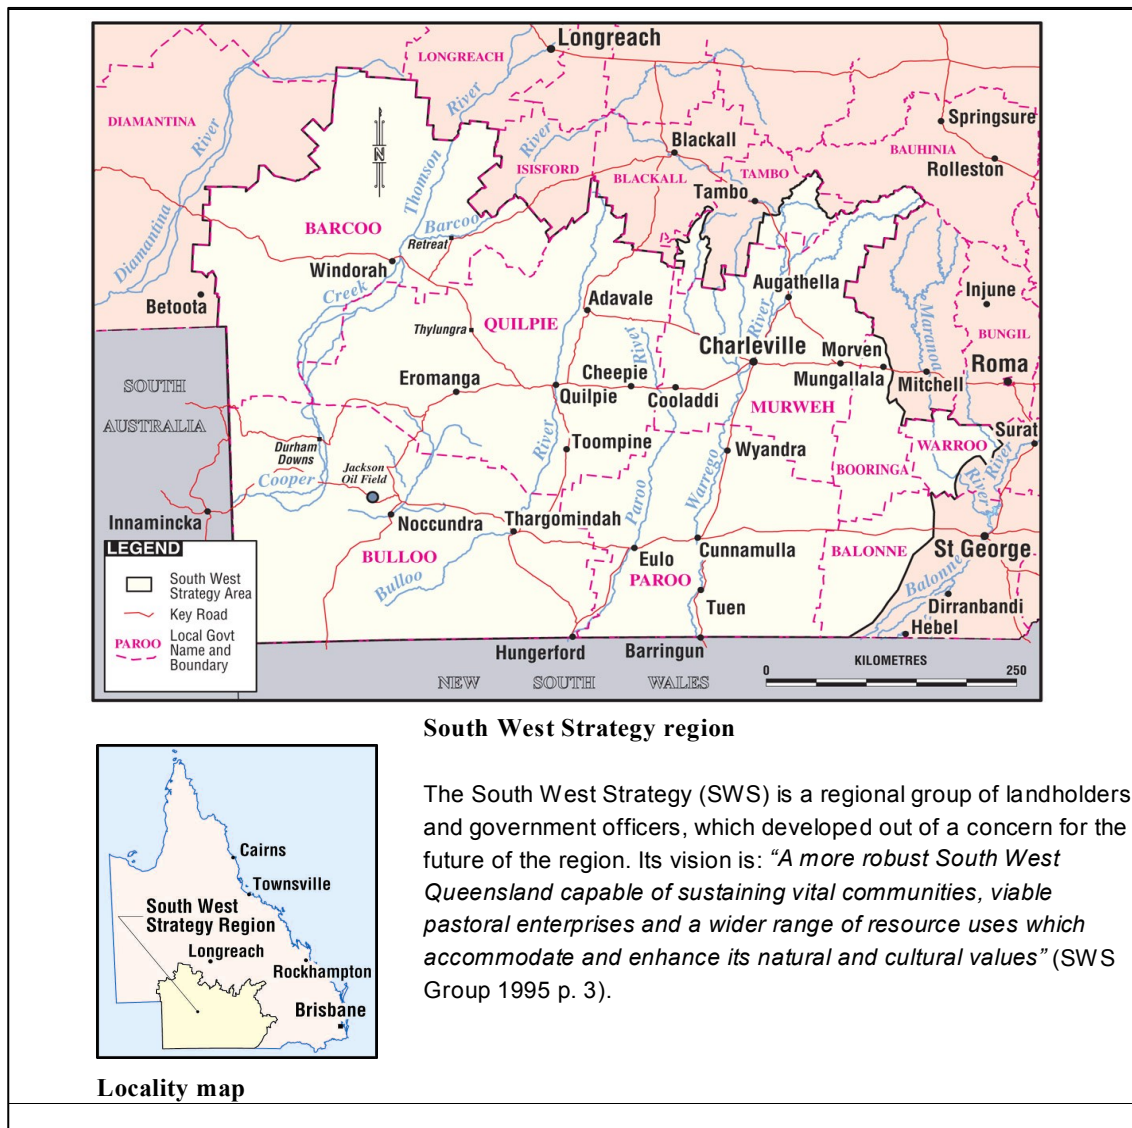 Longreach
LONGREACH
DIAMANTINA
River
River
River
Springsure
Blackall
BAUHINIA
Rolleston
ISISFORD
BLACKALL
TAMBO
Tambo
Thomson
Barcoo
BARCOO
Retreat
Diamantina
Windorah
Creek
Betoota
Augathella
Injune
Adavale
Thylungra
QUILPIE
River
River
Maranoa
BUNGIL
Charleville
Morven
Roma
SOUTH
AUSTRALIA
Eromanga
Cheepie
Quilpie
Cooladdi
Mungallala
Mitchell
MURWEH
River
Toompine
Wyandra
WARROO
Surat
River
River
BOORINGA
Durham
Downs
Jackson
Oil Field
Cooper
Innamincka
Noccundra
Thargomindah
Paroo
Warrego
BULLOO
Bulloo
Eulo
PAROO
Cunnamulla
BALONNE
St George
Balonne
Dirranbandi
Tuen
Hebel
Hungerford
Barringun
NEW SOUTH WALES
LEGEND
South West
Strategy Area
Key Road
PAROO
Local Govt
Name and
Boundary
N
KILOMETRES
0 250
South West Strategy region
Cairns
Townsville
South West
Strategy Region
Longreach
Rockhampton
Brisbane
Locality map
The South West Strategy (SWS) is a regional group of landholders
and government officers, which developed out of a concern for the
future of the region. Its vision is: “A more robust South West
Queensland capable of sustaining vital communities, viable
pastoral enterprises and a wider range of resource uses which
accommodate and enhance its natural and cultural values” (SWS
Group 1995 p. 3).